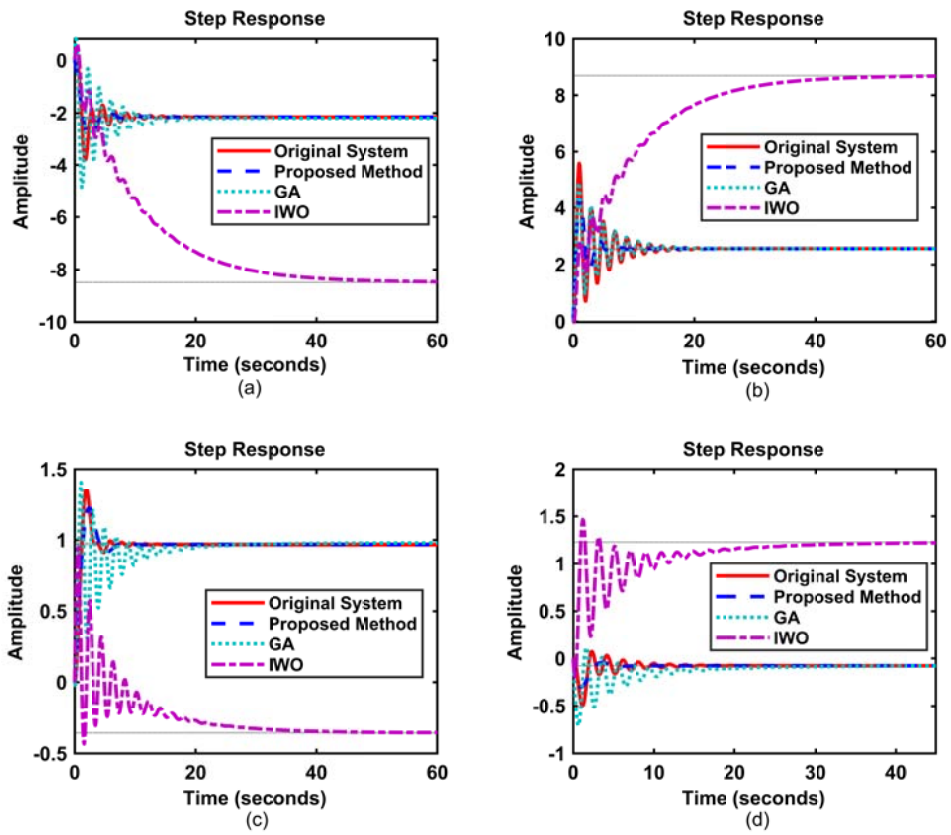 Step Response
0
-2
-4
-6
-8
-10
Amplitude
Original System
Proposed Method
GA
IWO
0 20 40 60
Time (seconds)
(a)
Step Response
10
8
6
4
2
0
Amplitude
Original System
Proposed Method
GA
IWO
0 10 20 30 40 50 60
Time (seconds)
(b)
Step Response
1.5
1
0.5
0
-0.5
Amplitude
Original System
Proposed Method
GA
IWO
0 20 40 60
Time (seconds)
(c)
Step Response
2
1.5
1
0.5
0
-0.5
-1
Amplitude
Original System
Proposed Method
GA
IWO
0 10 20 30 40
Time (seconds)
(d)